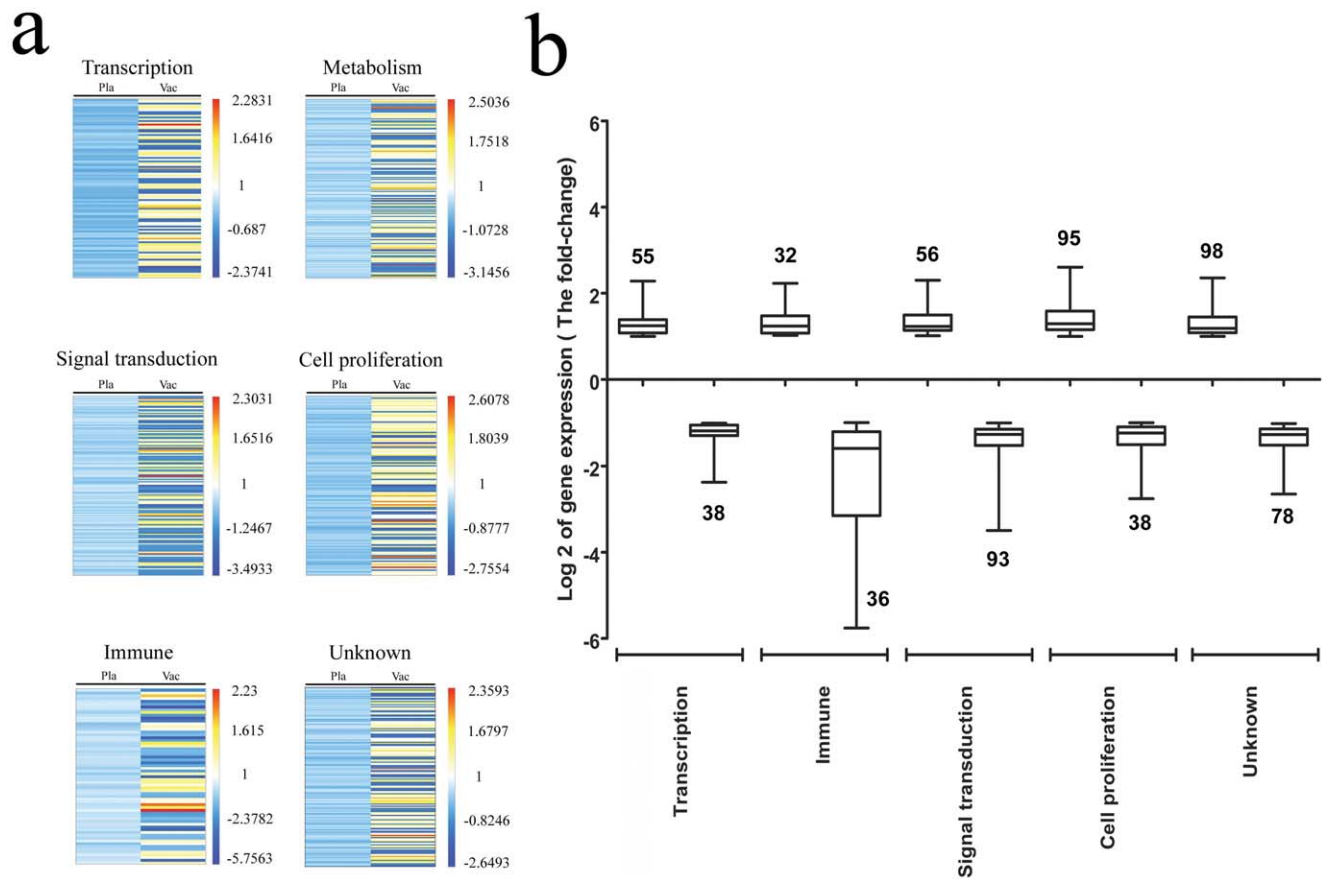 a
Transcription
Pla Vac
2.2831
1.6416
1
-0.687
-2.3741
Metabolism
Pla Vac
2.5036
1.7518
1
-1.0728
-3.1456
Signal transduction
Pla Vac
2.3031
1.6516
1
-1.2467
-3.4933
Cell proliferation
Pla Vac
2.6078
1.8039
1
-0.8777
-2.7554
Immune
Pla Vac
2.23
1.615
1
-2.3782
-5.7563
Unknown
Pla Vac
2.3593
1.6797
1
-0.8246
-2.6493
b
Log 2 of gene expression ( The fold-change)
6
4
2
0
-2
-4
-6
55
32
56
95
98
38
36
93
38
78
Transcription
Immune
Signal transduction
Cell proliferation
Unknown